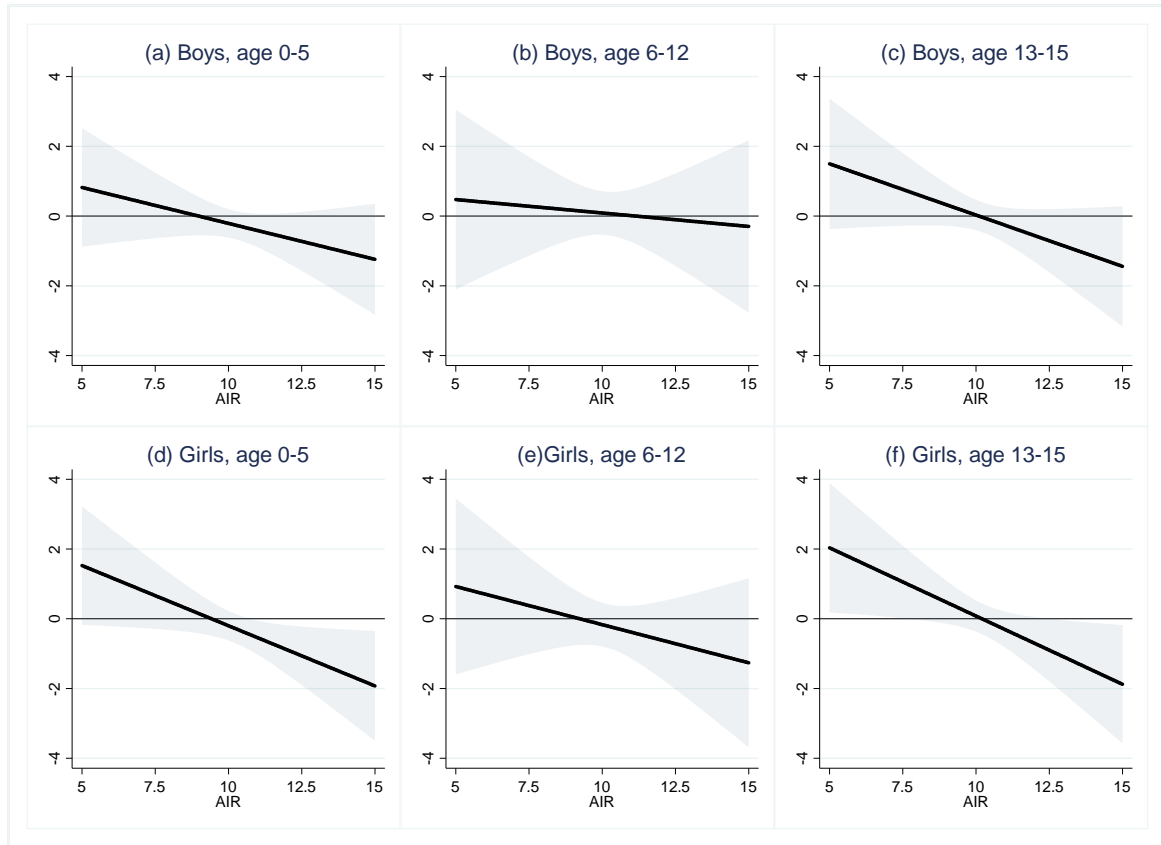 (a) Boys, age 0-5
4
2
0
-2
-4
5 7.5 10 12.5 15
AIR
(b) Boys, age 6-12
4
2
0
-2
-4
5 7.5 10 12.5 15
AIR
(c) Boys, age 13-15
4
2
0
-2
-4
5 7.5 10 12.5 15
AIR
(d) Girls, age 0-5
4
2
0
-2
-4
5 7.5 10 12.5 15
AIR
(e)Girls, age 6-12
4
2
0
-2
-4
5 7.5 10 12.5 15
AIR
(f) Girls, age 13-15
4
2
0
-2
-4
5 7.5 10 12.5 15
AIR